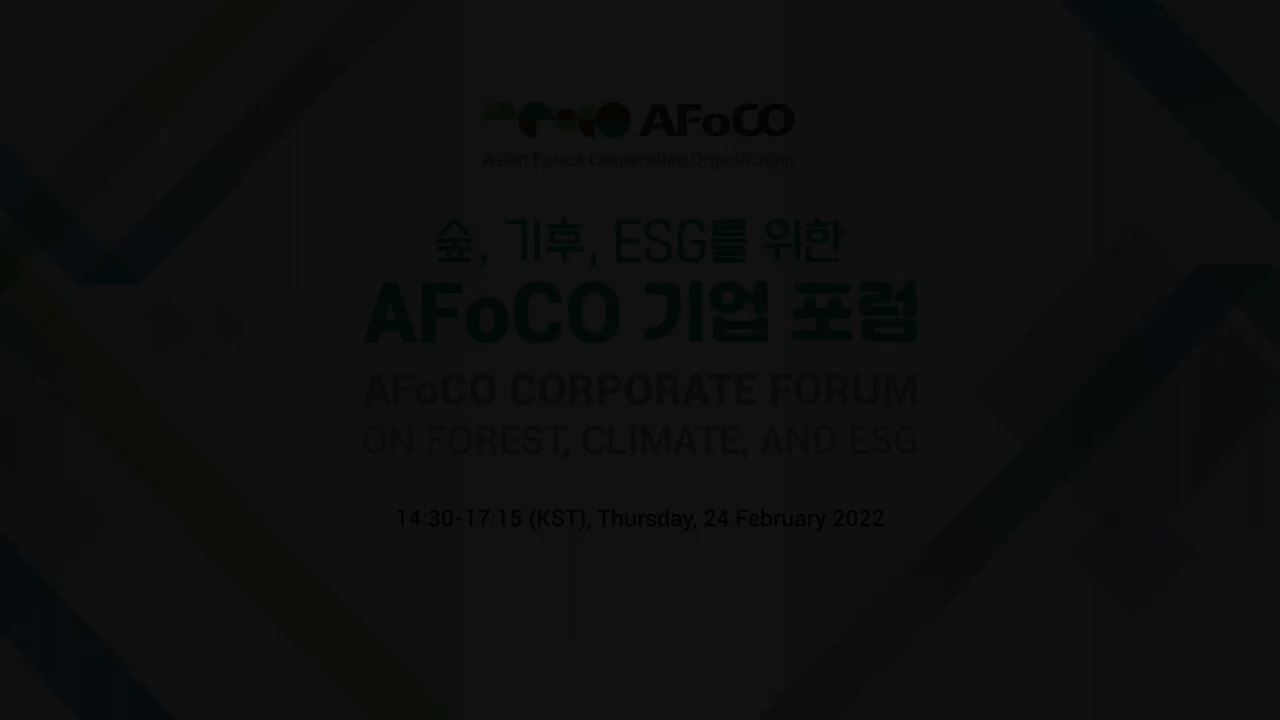 AFoCO
Asian Forest Cooperation Organization
숲, 기후, ESG를 위한
AFoCO 기업 포럼
AFoCO CORPORATE FORUM
ON FOREST, CLIMATE, AND ESG
14:30-17:15 (KST), Thursday, 24 February 2022